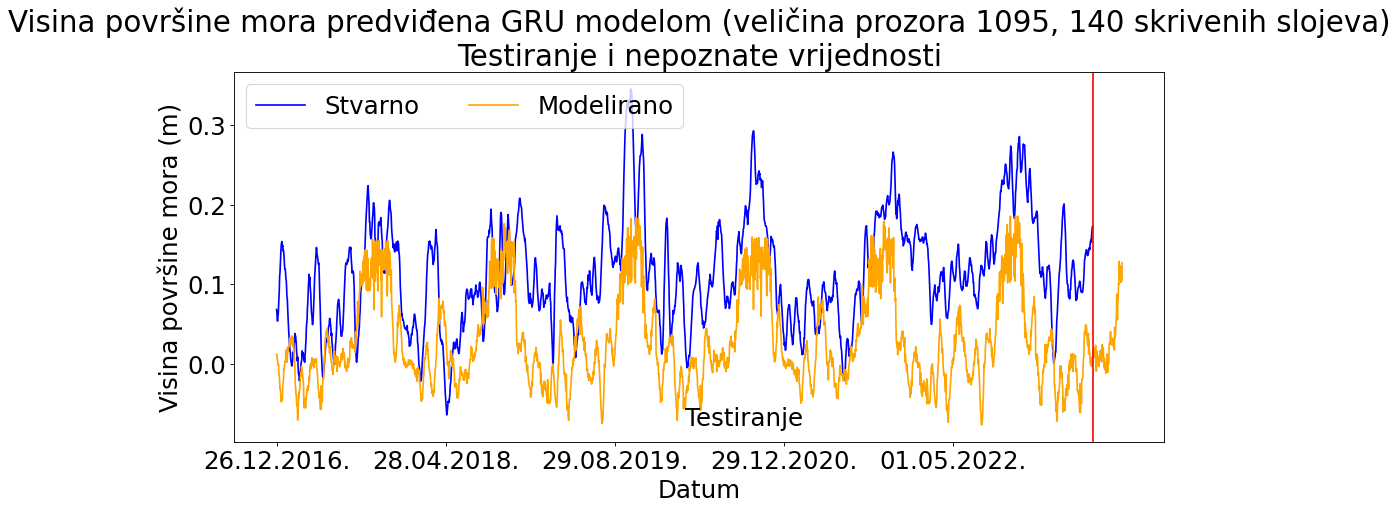 Visina površine mora predviđena GRU modelom (veličina prozora 1095, 140 skrivenih slojeva)
Testiranje i nepoznate vrijednosti
Stvarno
Modelirano
Visina površine mora (m)
0.3
0.2
0.1
0.0
Testiranje
26.12.2016.
28.04.2018.
29.08.2019.
29.12.2020.
01.05.2022.
Datum